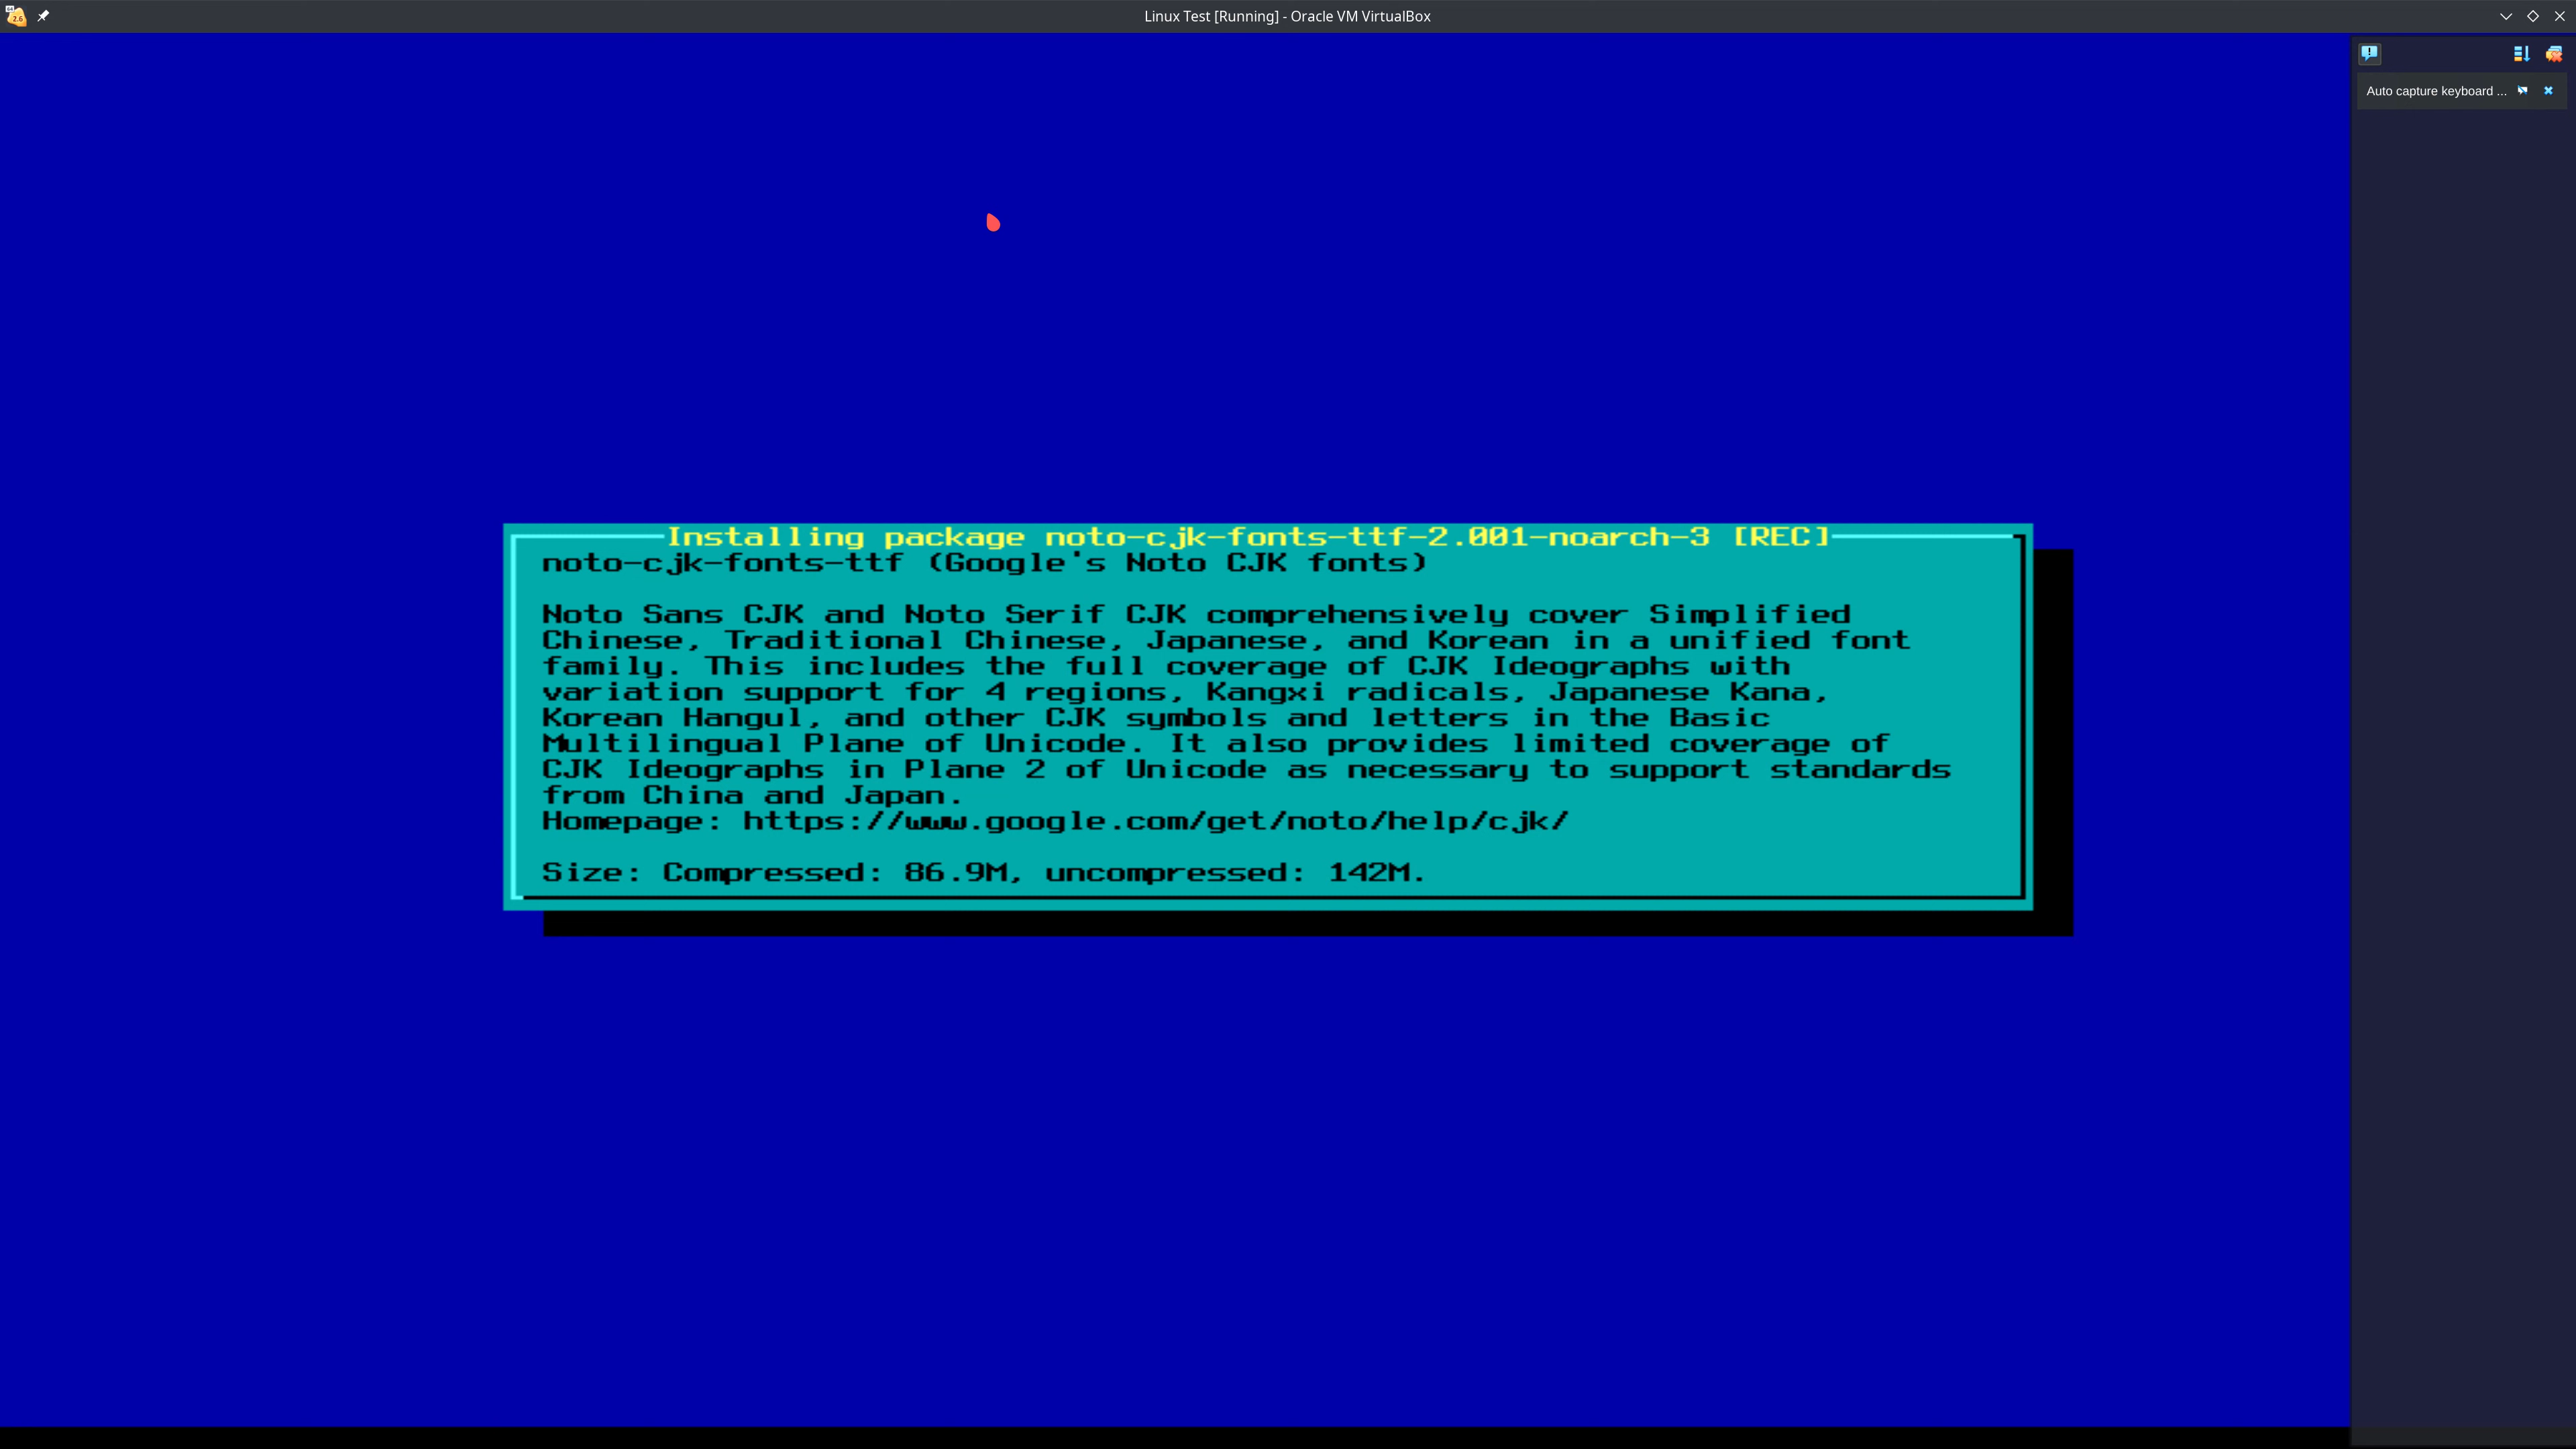 Linux Test [Running] - Oracle VM VirtualBox
Auto capture keyboard ...
Installing package noto-cjk-fonts-ttf-2.001-noarch-3 [REC]
noto-cjk-fonts-ttf (Google's Noto CJK fonts)
Noto Sans CJK and Noto Serif CJK comprehensively cover Simplified
Chinese, Traditional Chinese, Japanese, and Korean in a unified font
family. This includes the full coverage of CJK Ideographs with
variation support for 4 regions, Kangxi radicals, Japanese Kana,
Korean Hangul, and other CJK symbols and letters in the Basic
Multilingual Plane of Unicode. It also provides limited coverage of
CJK Ideographs in Plane 2 of Unicode as necessary to support standards
from China and Japan.
Homepage: https://www.google.com/get/noto/help/cjk/
Size: Compressed: 86.9M, uncompressed: 142M.